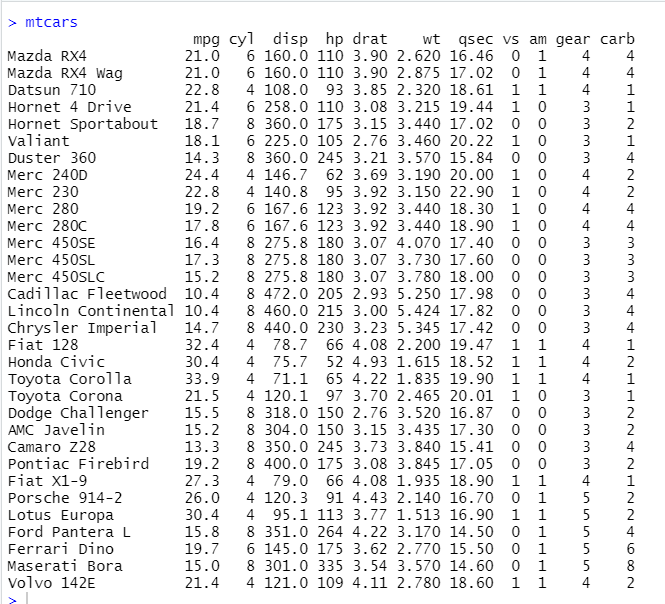 > mtcars
                     mpg cyl  disp  hp drat    wt  qsec vs am gear carb
Mazda RX4           21.0   6 160.0 110 3.90 2.620 16.46  0  1    4    4
Mazda RX4 Wag       21.0   6 160.0 110 3.90 2.875 17.02  0  1    4    4
Datsun 710          22.8   4 108.0  93 3.85 2.320 18.61  1  1    4    1
Hornet 4 Drive      21.4   6 258.0 110 3.08 3.215 19.44  1  0    3    1
Hornet Sportabout   18.7   8 360.0 175 3.15 3.440 17.02  0  0    3    2
Valiant             18.1   6 225.0 105 2.76 3.460 20.22  1  0    3    1
Duster 360          14.3   8 360.0 245 3.21 3.570 15.84  0  0    3    4
Merc 240D           24.4   4 146.7  62 3.69 3.190 20.00  1  0    4    2
Merc 230            22.8   4 140.8  95 3.92 3.150 22.90  1  0    4    2
Merc 280            19.2   6 167.6 123 3.92 3.440 18.30  1  0    4    4
Merc 280C           17.8   6 167.6 123 3.92 3.440 18.90  1  0    4    4
Merc 450SE          16.4   8 275.8 180 3.07 4.070 17.40  0  0    3    3
Merc 450SL          17.3   8 275.8 180 3.07 3.730 17.60  0  0    3    3
Merc 450SLC         15.2   8 275.8 180 3.07 3.780 18.00  0  0    3    3
Cadillac Fleetwood  10.4   8 472.0 205 2.93 5.250 17.98  0  0    3    4
Lincoln Continental 10.4   8 460.0 215 3.00 5.424 17.82  0  0    3    4
Chrysler Imperial   14.7   8 440.0 230 3.23 5.345 17.42  0  0    3    4
Fiat 128            32.4   4  78.7  66 4.08 2.200 19.47  1  1    4    1
Honda Civic         30.4   4  75.7  52 4.93 1.615 18.52  1  1    4    2
Toyota Corolla      33.9   4  71.1  65 4.22 1.835 19.90  1  1    4    1
Toyota Corona       21.5   4 120.1  97 3.70 2.465 20.01  1  0    3    1
Dodge Challenger    15.5   8 318.0 150 2.76 3.520 16.87  0  0    3    2
AMC Javelin         15.2   8 304.0 150 3.15 3.435 17.30  0  0    3    2
Camaro Z28          13.3   8 350.0 245 3.73 3.840 15.41  0  0    3    4
Pontiac Firebird    19.2   8 400.0 175 3.08 3.845 17.05  0  0    3    2
Fiat X1-9           27.3   4  79.0  66 4.08 1.935 18.90  1  1    4    1
Porsche 914-2       26.0   4 120.3  91 4.43 2.140 16.70  0  1    5    2
Lotus Europa        30.4   4  95.1 113 3.77 1.513 16.90  1  1    5    2
Ford Pantera L      15.8   8 351.0 264 4.22 3.170 14.50  0  1    5    4
Ferrari Dino        19.7   6 145.0 175 3.62 2.770 15.50  0  1    5    6
Maserati Bora       15.0   8 301.0 335 3.54 3.570 14.60  0  1    5    8
Volvo 142E          21.4   4 121.0 109 4.11 2.780 18.60  1  1    4    2
>